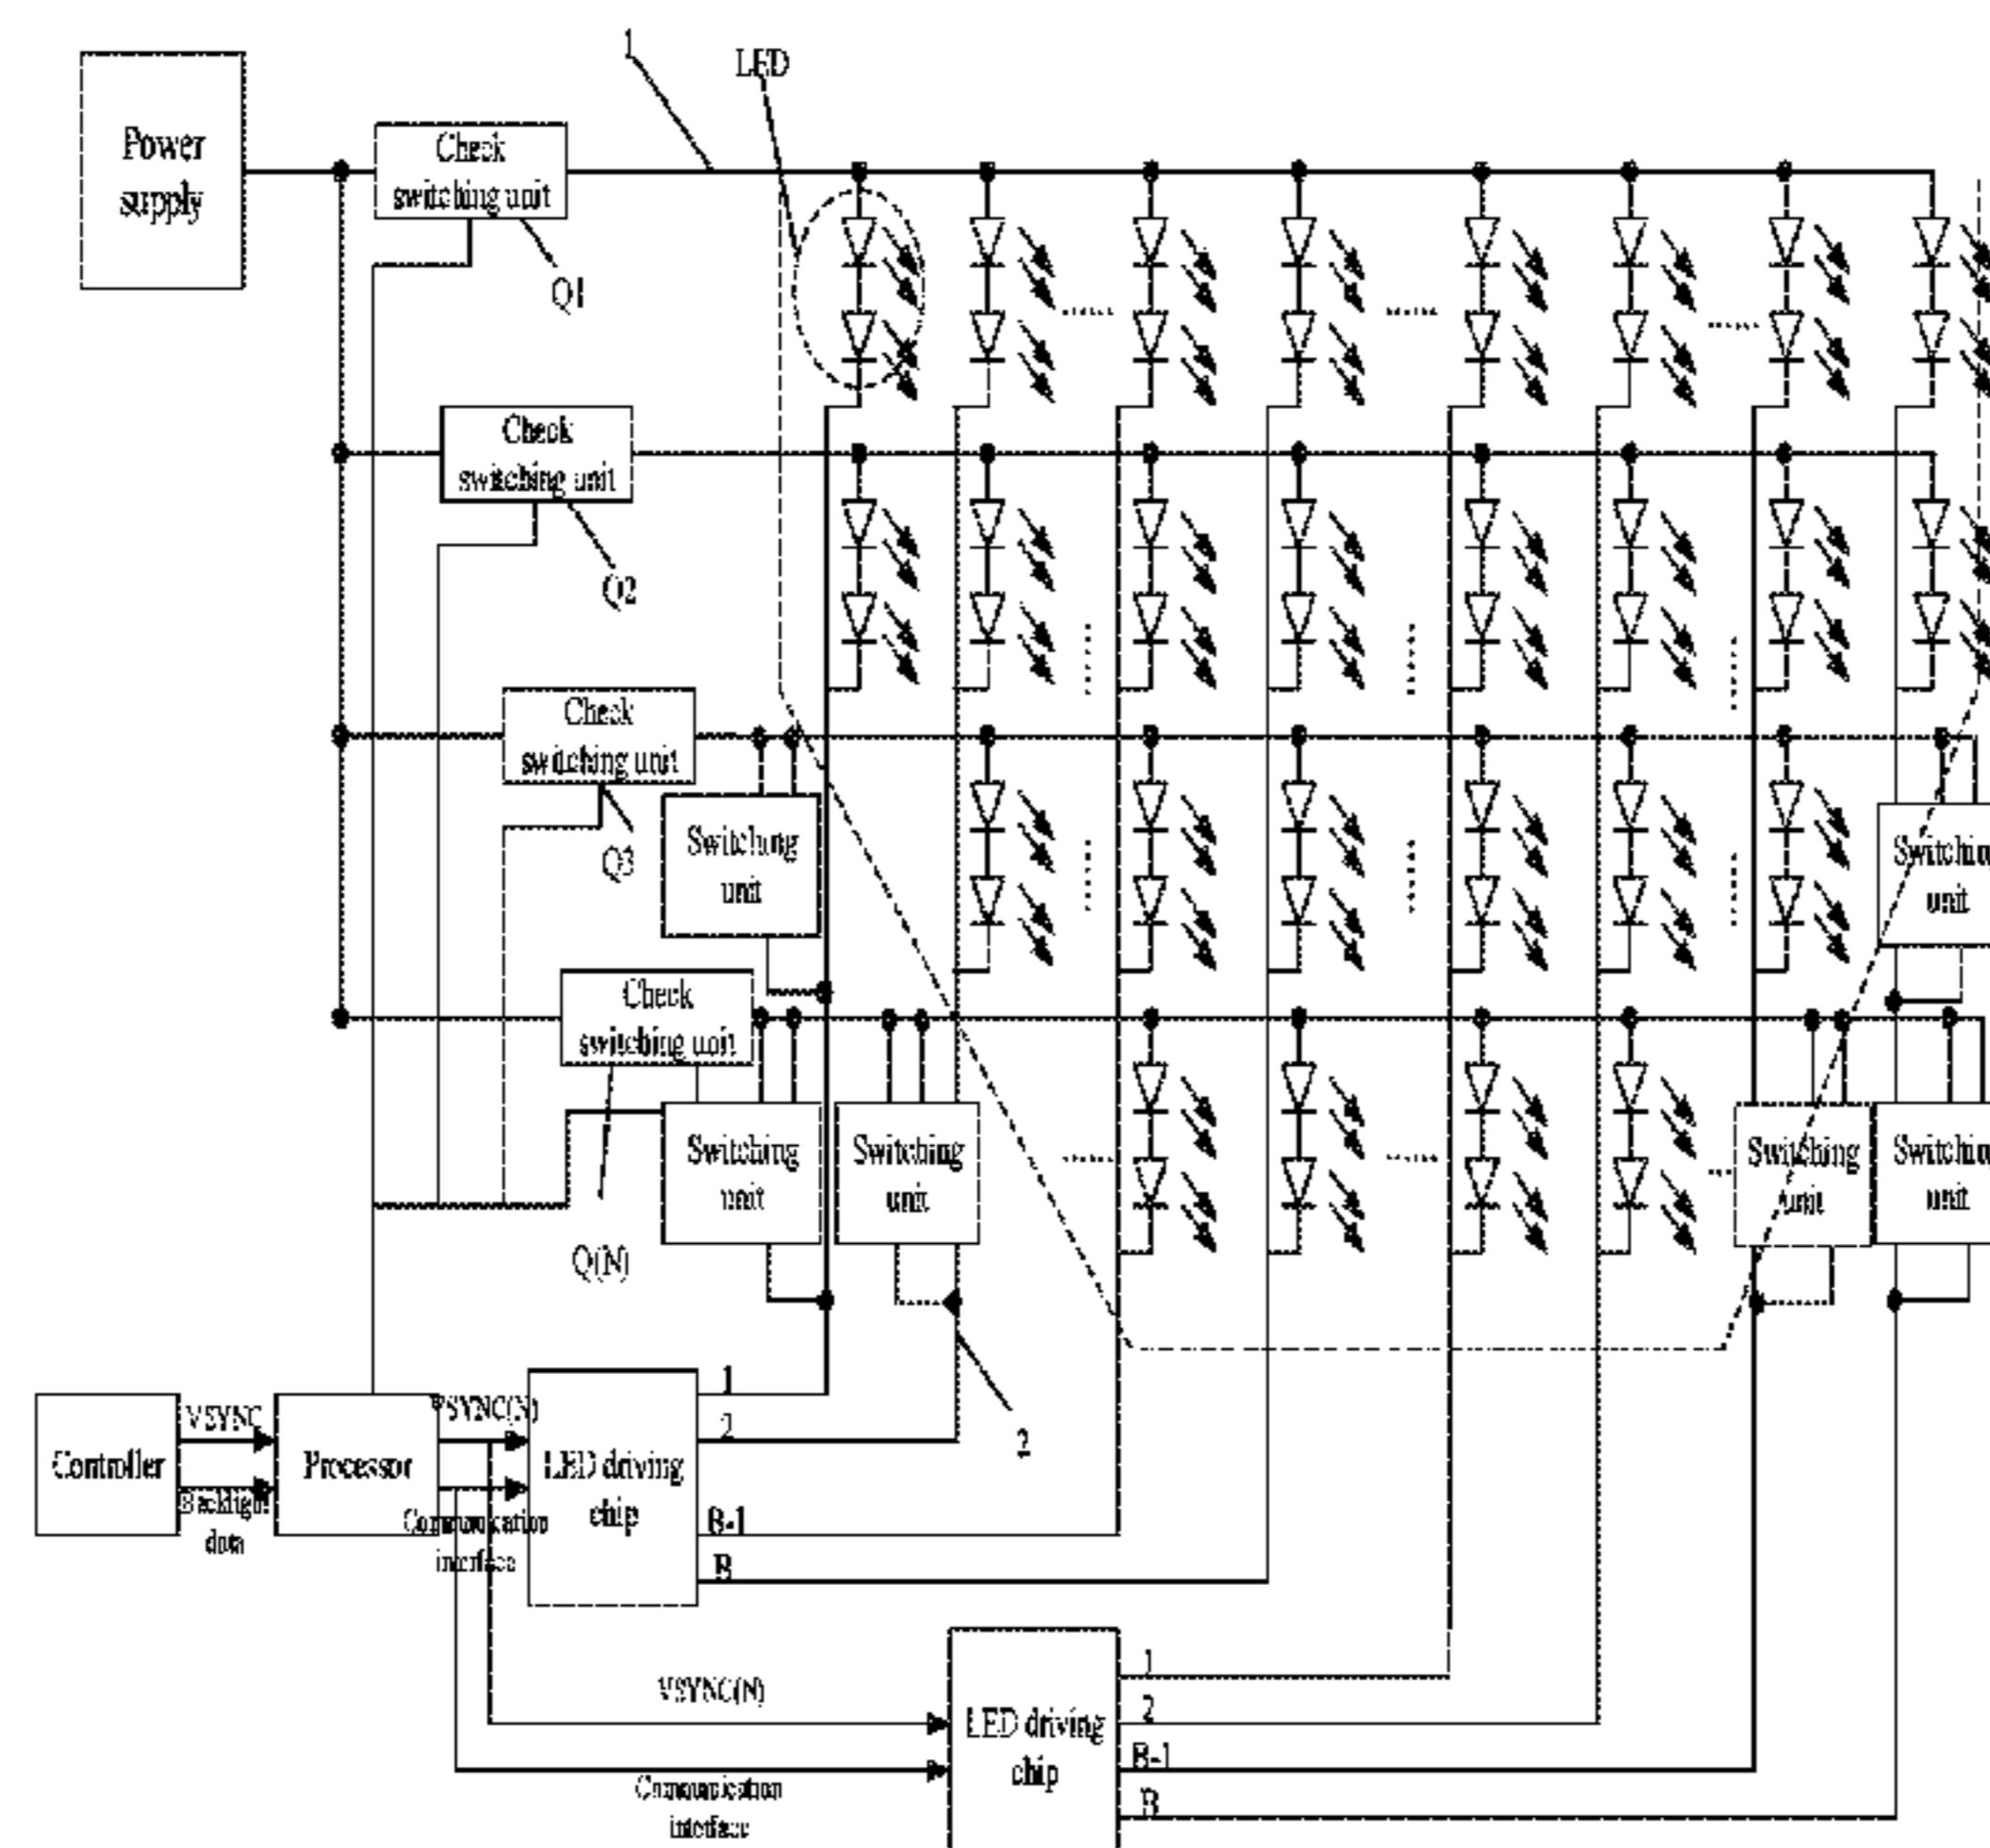 1
LED
Power
supply
Check
switching unit
Q1
Check
switching unit
Q2
Check
switching unit
Q3
Switching
unit
Switching
unit
Check
switching unit
Q(N)
Switching
unit
Switching
unit
Switching
unit
Switching
unit
2
Controller
VSYNC
Backlight
data
Processor
VSYNC(N)
Communication
interface
LED driving
chip
1
2
B-1
B
VSYNC(N)
Communication
interface
LED driving
chip
1
2
B-1
B